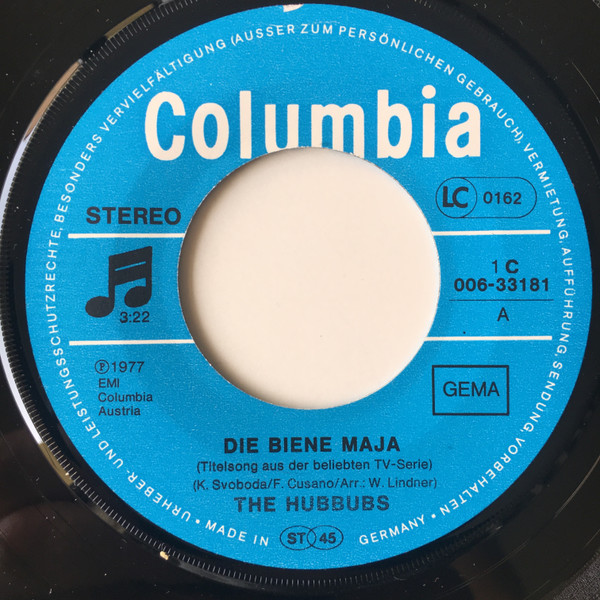 URHEBER- UND LEISTUNGSSCHUTZRECHTE, BESONDERS VERVIELFÄLTIGUNG (AUSSER ZUM PERSÖNLICHEN GEBRAUCH), VERMIETUNG, AUFFÜHRUNG, SENDUNG, VORBEHALTEN •
Columbia
STEREO
LC 0162
3:22
1 C
006-33181
A
℗ 1977
EMI
Columbia
Austria
GEMA
DIE BIENE MAJA
(Titelsong aus der beliebten TV-Serie)
(K. Svoboda/F. Cusano/Arr.: W. Lindner)
THE HUBBUBS
• MADE IN ST 45 GERMANY •